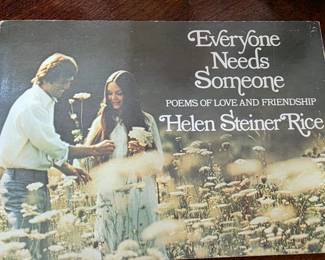 Everyone
Needs
Someone
POEMS OF LOVE AND FRIENDSHIP
Helen Steiner Rice